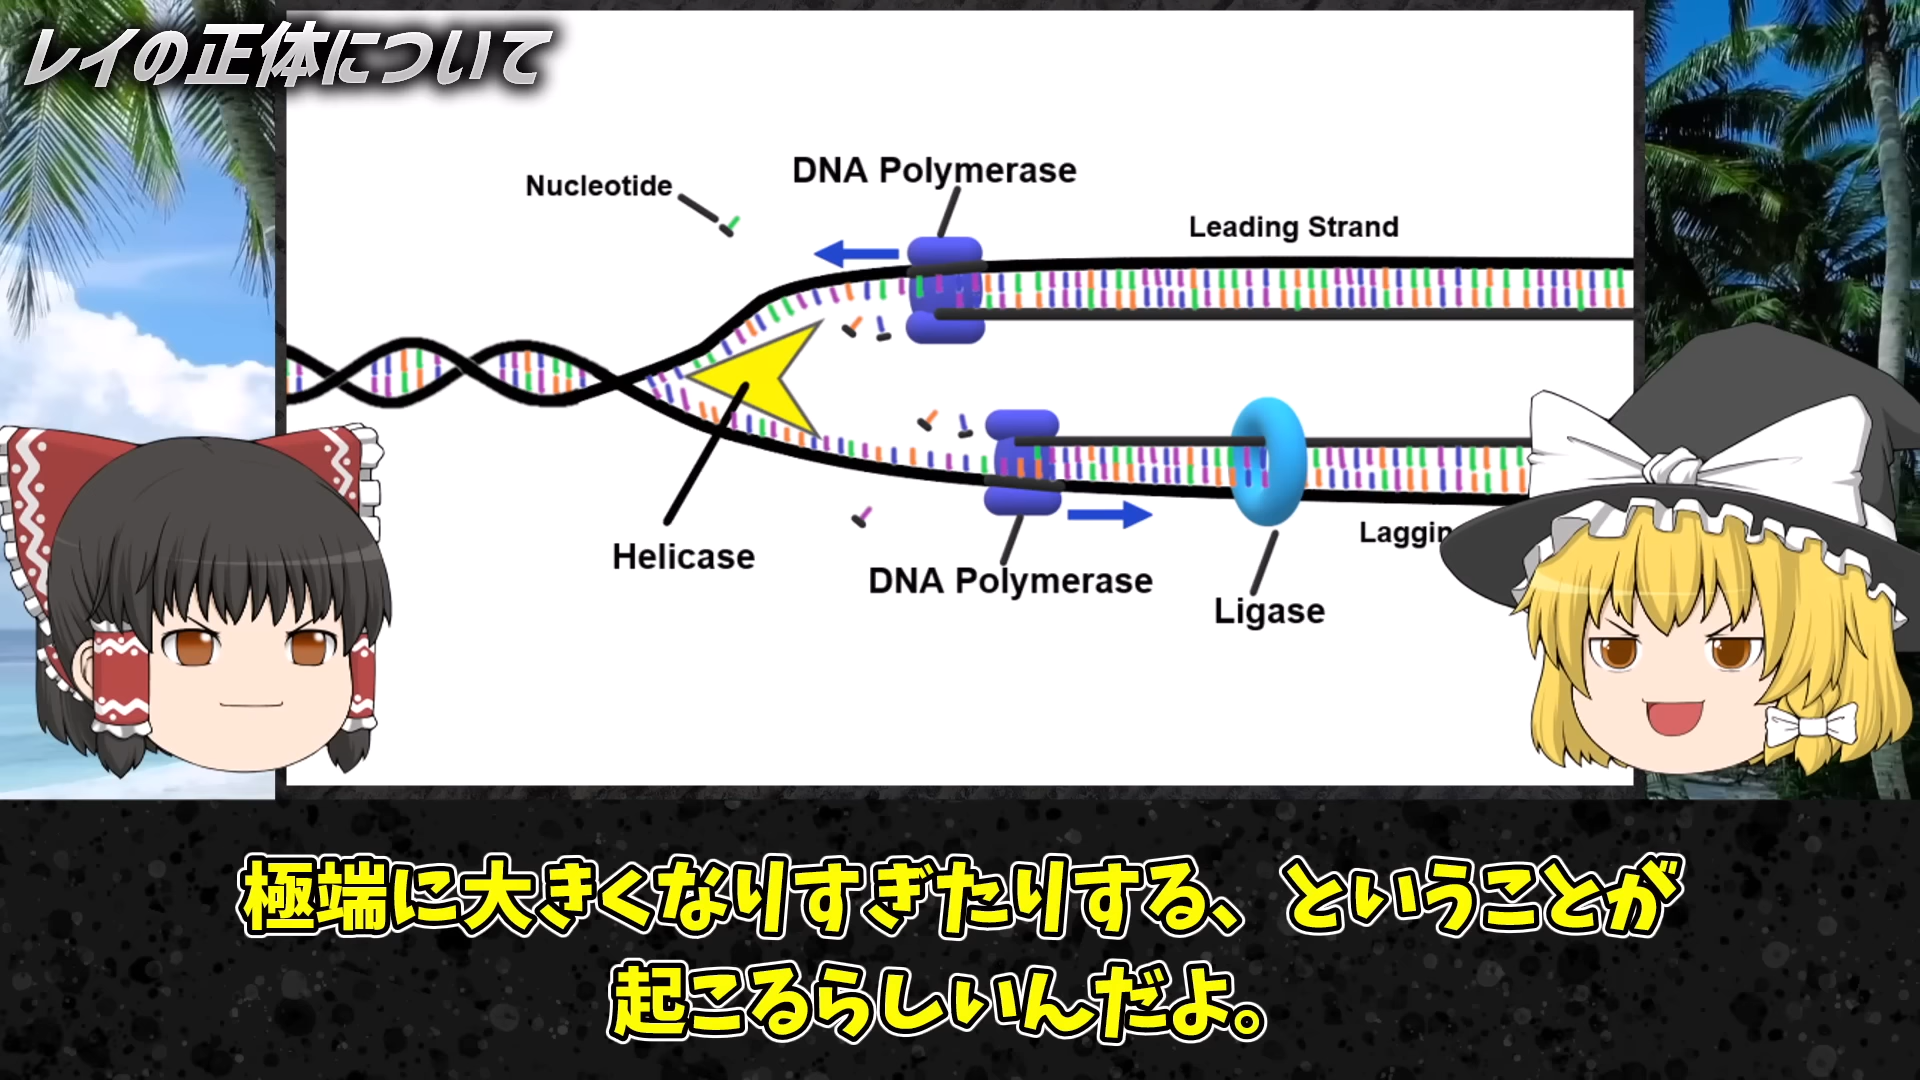 レイの正体について
Nucleotide
DNA Polymerase
Leading Strand
Helicase
DNA Polymerase
Ligase
極端に大きくなりすぎたりする、ということが
起こるらしいんだよ。